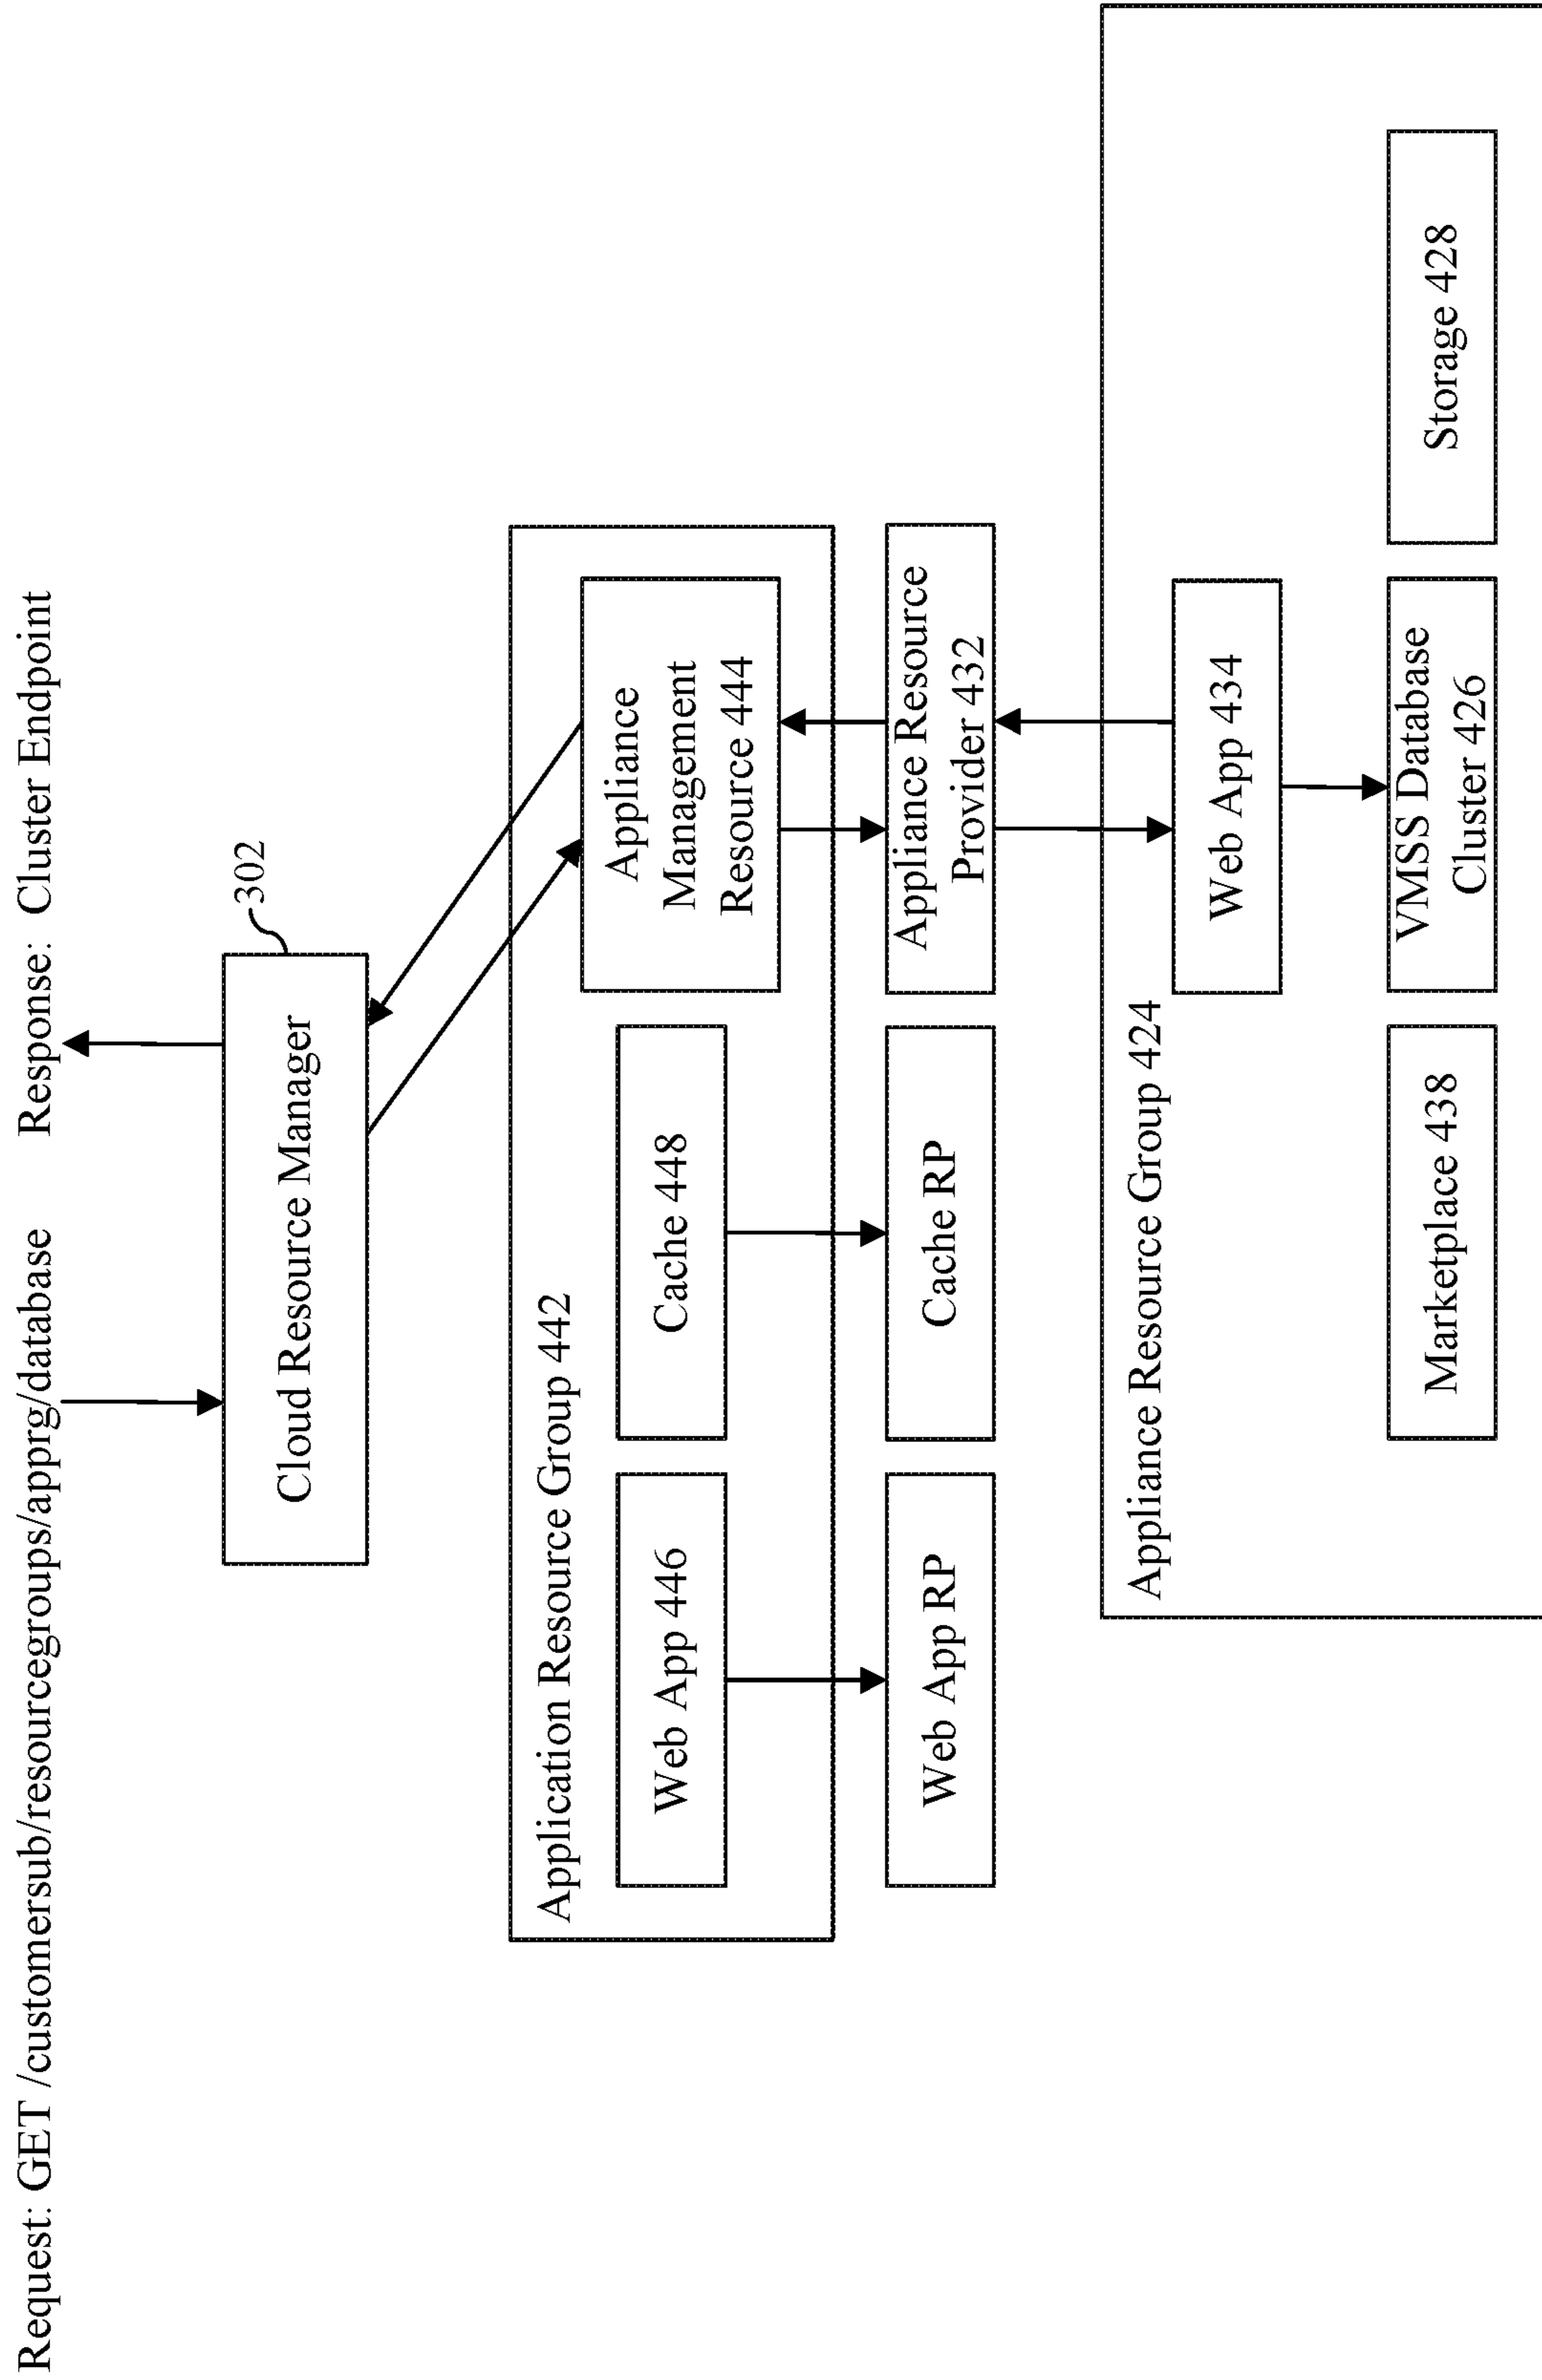 Request: GET /customersub/resourcegroups/apprg/database
Response: Cluster Endpoint
302
Cloud Resource Manager
Application Resource Group 442
Web App 446
Cache 448
Appliance
Management
Resource 444
Web App RP
Cache RP
Appliance Resource
Provider 432
Appliance Resource Group 424
Web App 434
Marketplace 438
VMSS Database
Cluster 426
Storage 428